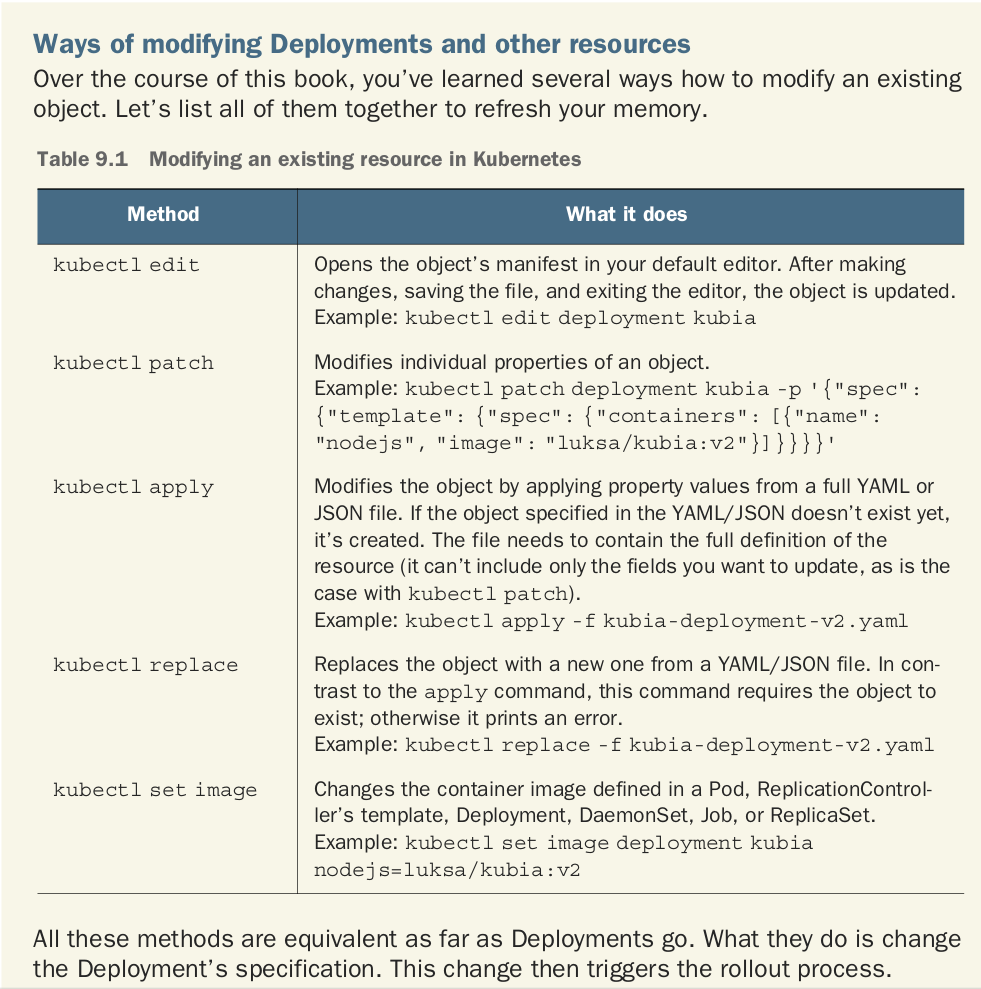 Ways of modifying Deployments and other resources
Over the course of this book, you've learned several ways how to modify an existing
object. Let's list all of them together to refresh your memory.
Table 9.1 Modifying an existing resource in Kubernetes
Method What it does
kubectl edit Opens the object's manifest in your default editor. After making
changes, saving the file, and exiting the editor, the object is updated.
Example: kubectl edit deployment kubia
kubectl patch Modifies individual properties of an object.
Example: kubectl patch deployment kubia -p '{"spec":
{"template": {"spec": {"containers": [{"name":
"nodejs", "image": "luksa/kubia:v2"}]}}}}'
kubectl apply Modifies the object by applying property values from a full YAML or
JSON file. If the object specified in the YAML/JSON doesn't exist yet,
it's created. The file needs to contain the full definition of the
resource (it can't include only the fields you want to update, as is the
case with kubectl patch).
Example: kubectl apply -f kubia-deployment-v2.yaml
kubectl replace Replaces the object with a new one from a YAML/JSON file. In con-
trast to the apply command, this command requires the object to
exist; otherwise it prints an error.
Example: kubectl replace -f kubia-deployment-v2.yaml
kubectl set image Changes the container image defined in a Pod, ReplicationControl-
ler's template, Deployment, DaemonSet, Job, or ReplicaSet.
Example: kubectl set image deployment kubia
nodejs=luksa/kubia:v2
All these methods are equivalent as far as Deployments go. What they do is change
the Deployment's specification. This change then triggers the rollout process.